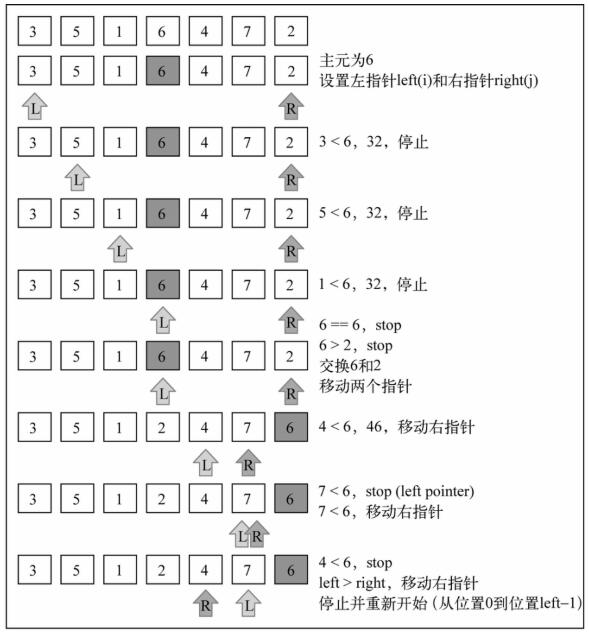 3 5 1 6 4 7 2
3 5 1 6 4 7 2
主元为6
设置左指针left(i)和右指针right(j)
L R
3 5 1 6 4 7 2
3 < 6，32，停止
L R
3 5 1 6 4 7 2
5 < 6，32，停止
L R
3 5 1 6 4 7 2
1 < 6，32，停止
L R
6 == 6，stop
3 5 1 6 4 7 2
6 > 2，stop
交换6和2
移动两个指针
L R
3 5 1 2 4 7 6
4 < 6，46，移动右指针
L R
3 5 1 2 4 7 6
7 < 6，stop (left pointer)
7 < 6，移动右指针
L R
3 5 1 2 4 7 6
4 < 6，stop
left > right，移动右指针
停止并重新开始 (从位置0到位置left−1)
R L